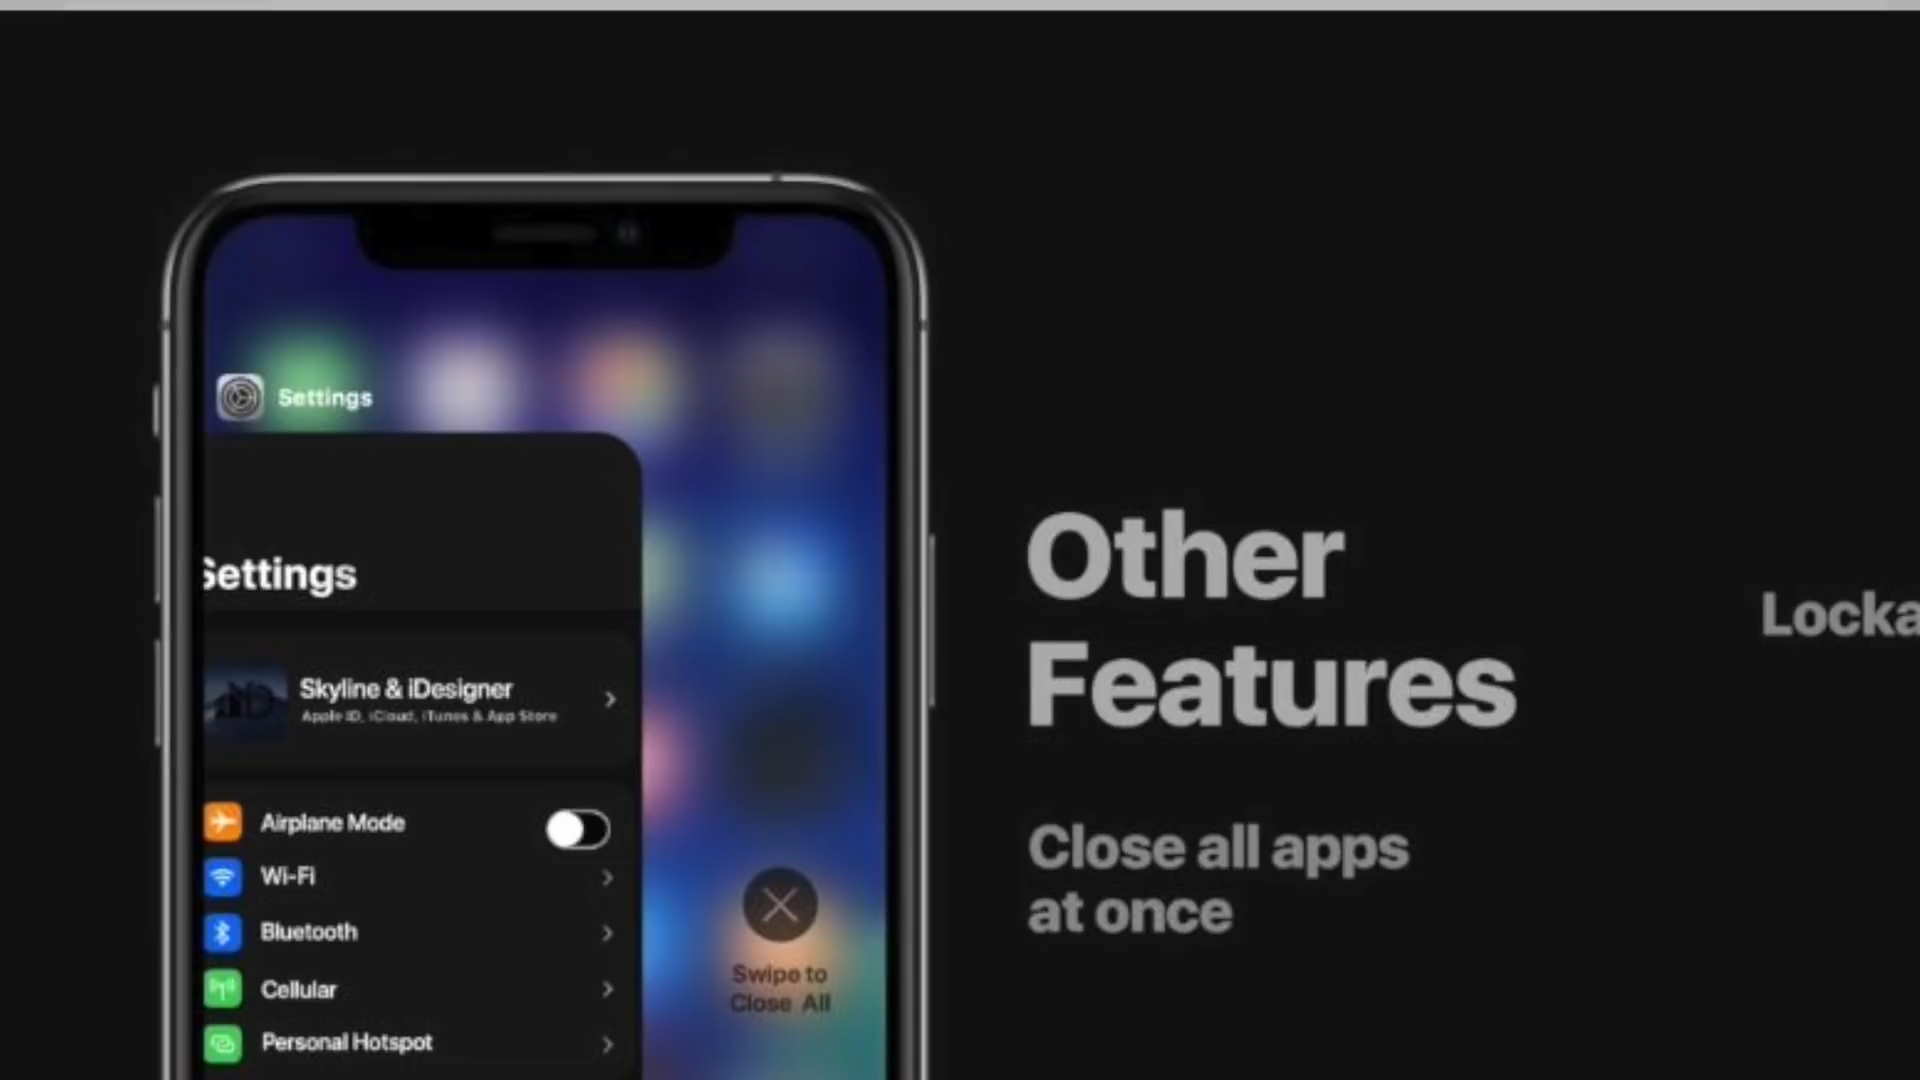 Settings
Settings
Skyline & iDesigner
Apple ID, iCloud, iTunes & App Store
Airplane Mode
Wi-Fi
Bluetooth
Cellular
Personal Hotspot
Swipe to
Close All
Other
Features
Close all apps
at once
Locka